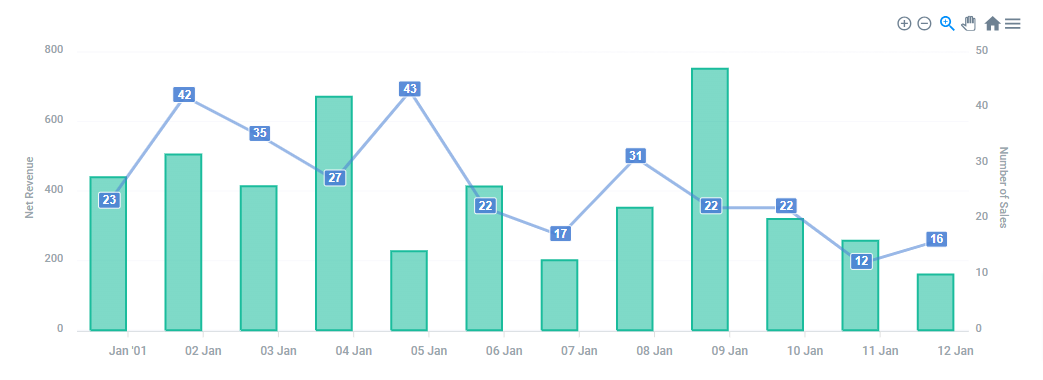 800
600
400
200
0
Net Revenue
50
40
30
20
10
0
Number of Sales
23
42
35
27
43
22
17
31
22
22
12
16
Jan '01
02 Jan
03 Jan
04 Jan
05 Jan
06 Jan
07 Jan
08 Jan
09 Jan
10 Jan
11 Jan
12 Jan